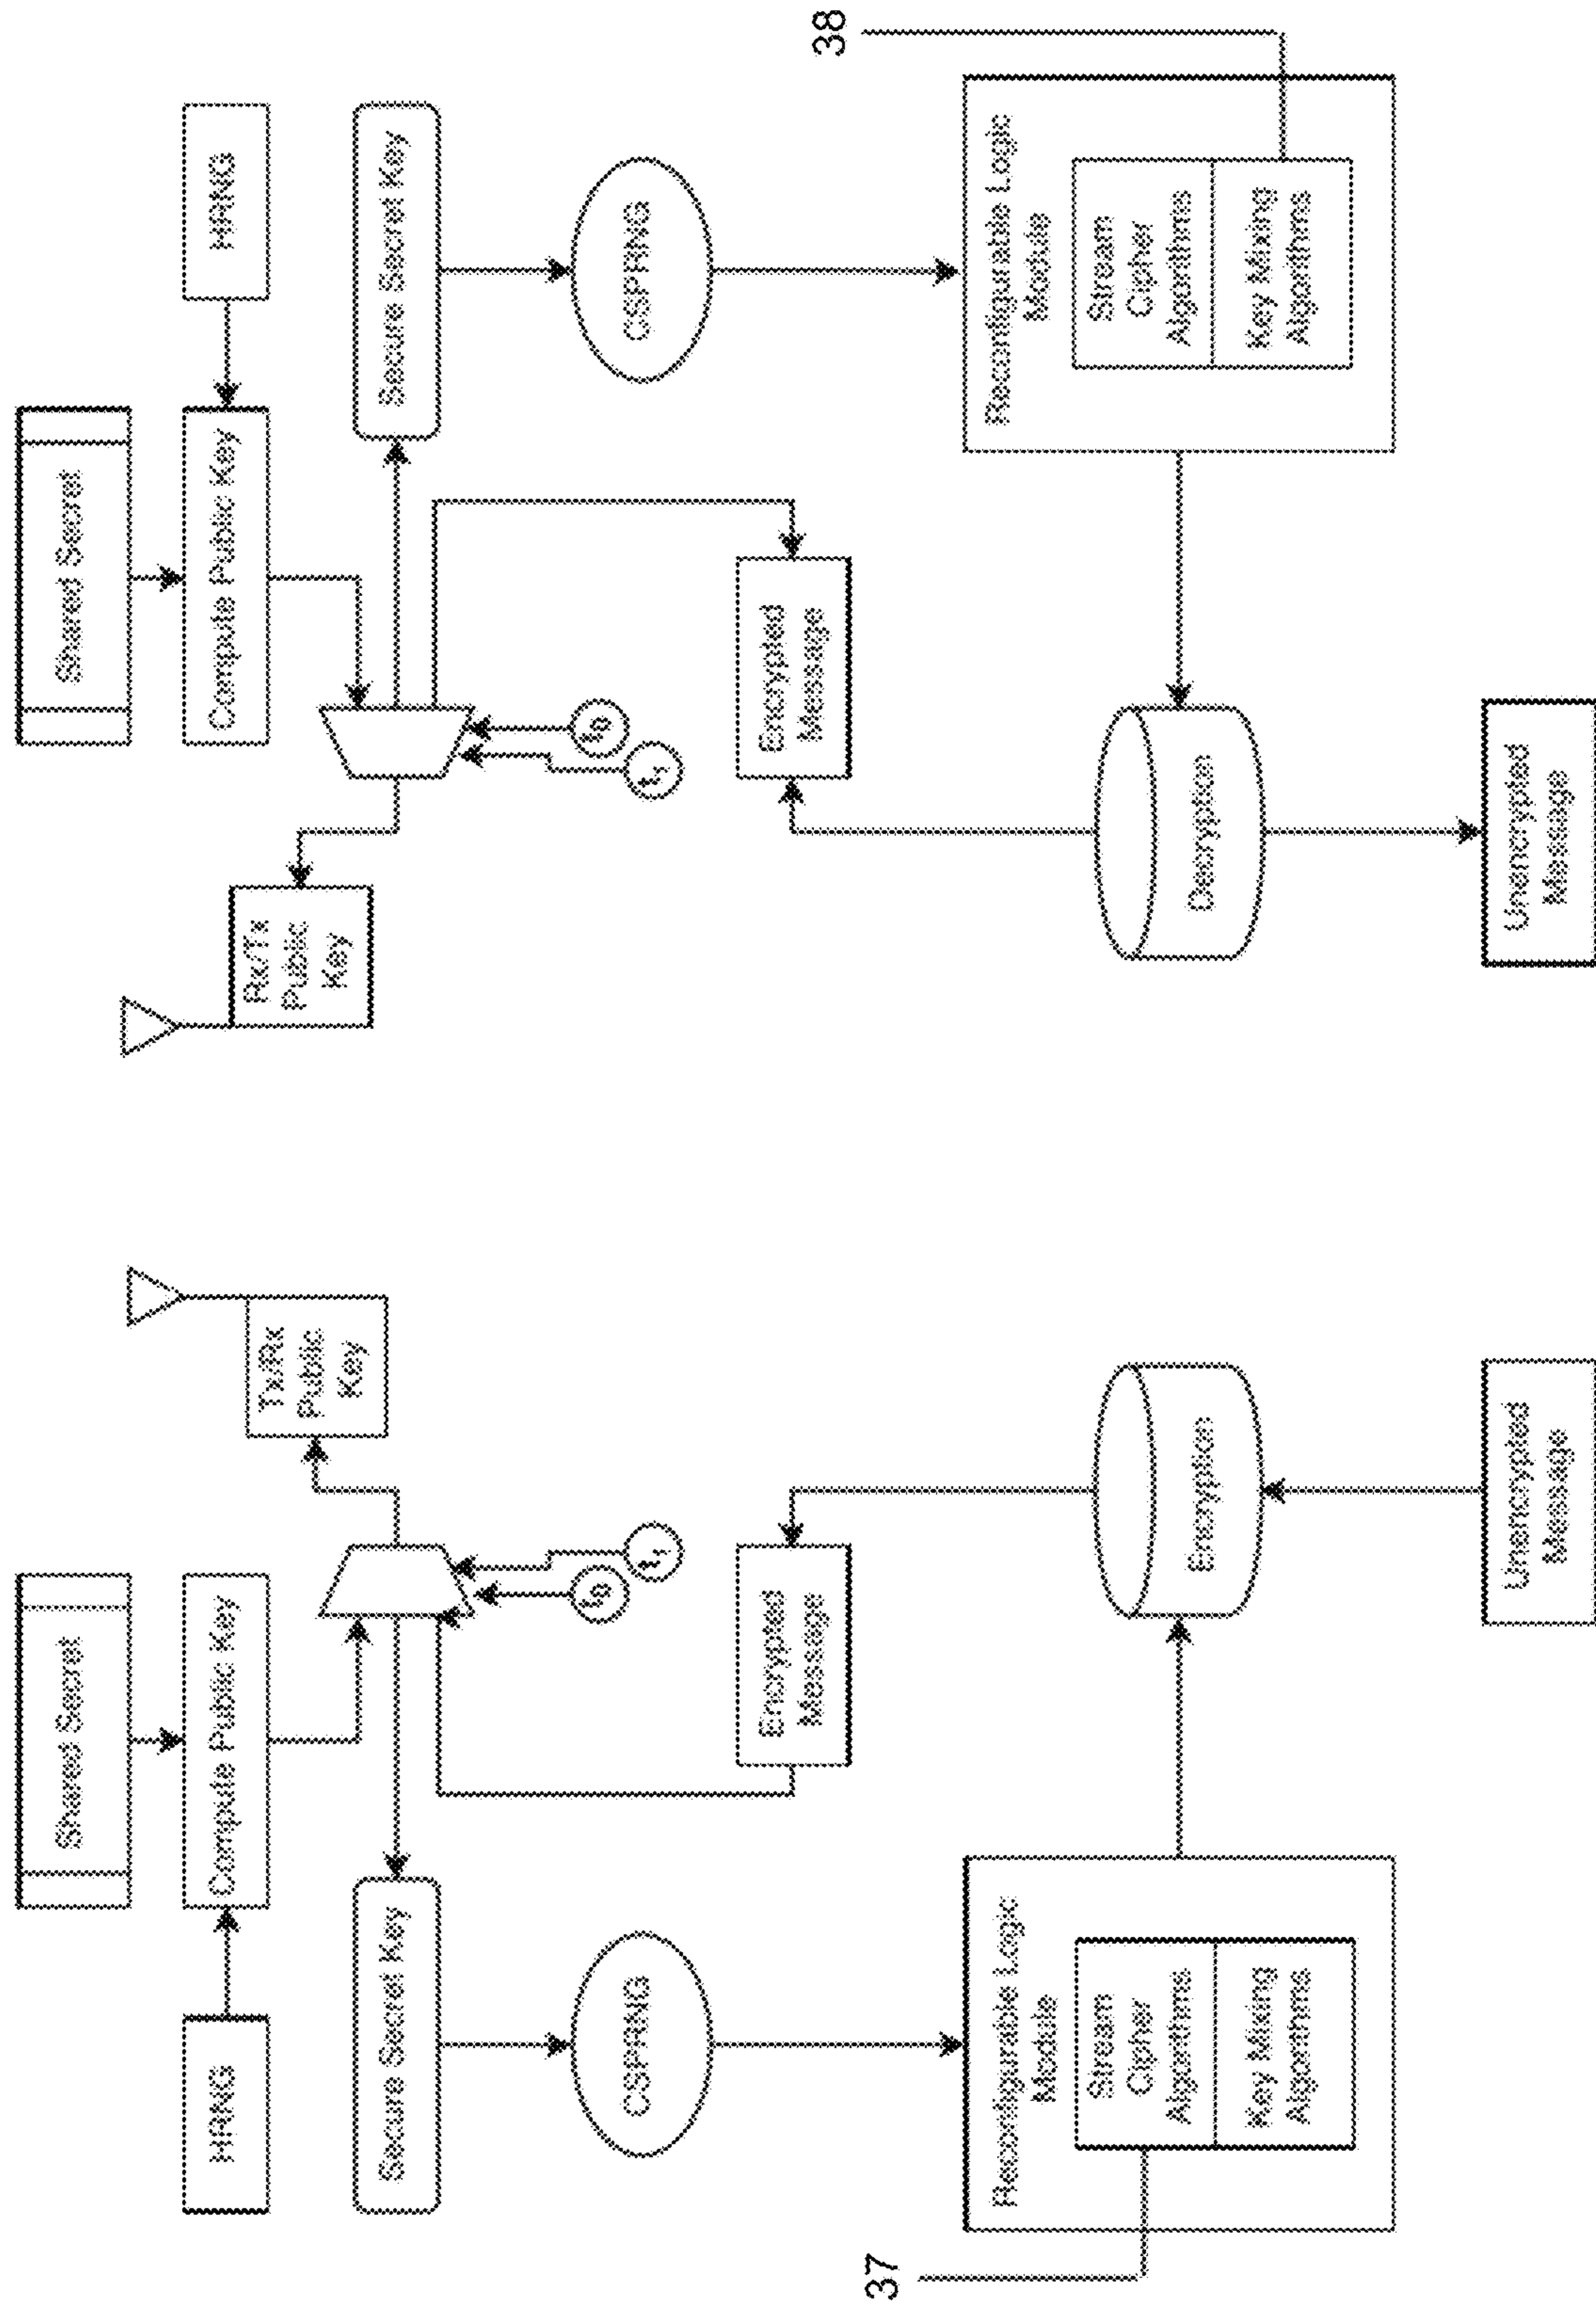 Shared Secret
HRNG
Compute Public Key
Tx/Rx
Public
Key
Secure Secret Key
t₀
t₁
CSPRNG
Encrypted
Message
37
Reconfigurable Logic
Module
Stream
Cipher
Algorithms
Key Mixing
Algorithms
Encryption
Unencrypted
Message
Shared Secret
Compute Public Key
HRNG
Rx/Tx
Public
Key
Secure Secret Key
t₁
t₀
CSPRNG
Encrypted
Message
38
Reconfigurable Logic
Module
Stream
Cipher
Algorithms
Key Mixing
Algorithms
Decryption
Unencrypted
Message